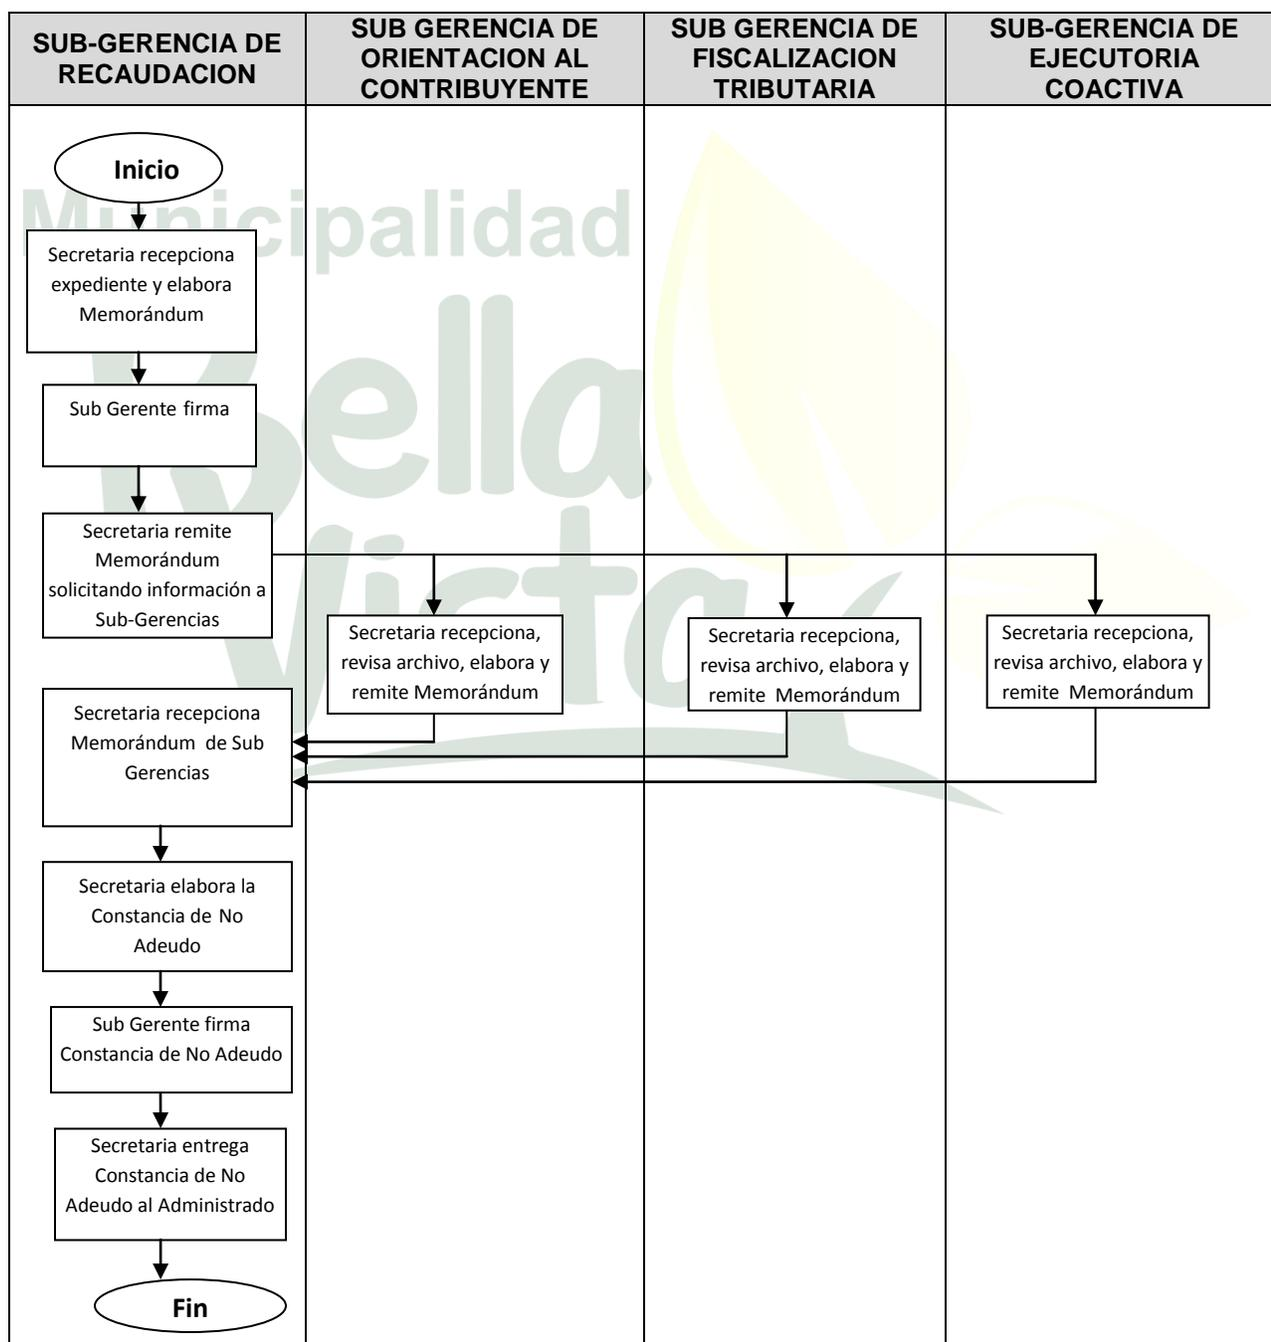 SUB-GERENCIA DE
RECAUDACION
SUB GERENCIA DE
ORIENTACION AL
CONTRIBUYENTE
SUB GERENCIA DE
FISCALIZACION
TRIBUTARIA
SUB-GERENCIA DE
EJECUTORIA
COACTIVA
Municipalidad
Bella
Vista
Inicio
Secretaria recepciona
expediente y elabora
Memorándum
Sub Gerente firma
Secretaria remite
Memorándum
solicitando información a
Sub-Gerencias
Secretaria recepciona,
revisa archivo, elabora y
remite Memorándum
Secretaria recepciona,
revisa archivo, elabora y
remite Memorándum
Secretaria recepciona,
revisa archivo, elabora y
remite Memorándum
Secretaria recepciona
Memorándum de Sub
Gerencias
Secretaria elabora la
Constancia de No
Adeudo
Sub Gerente firma
Constancia de No Adeudo
Secretaria entrega
Constancia de No
Adeudo al Administrado
Fin